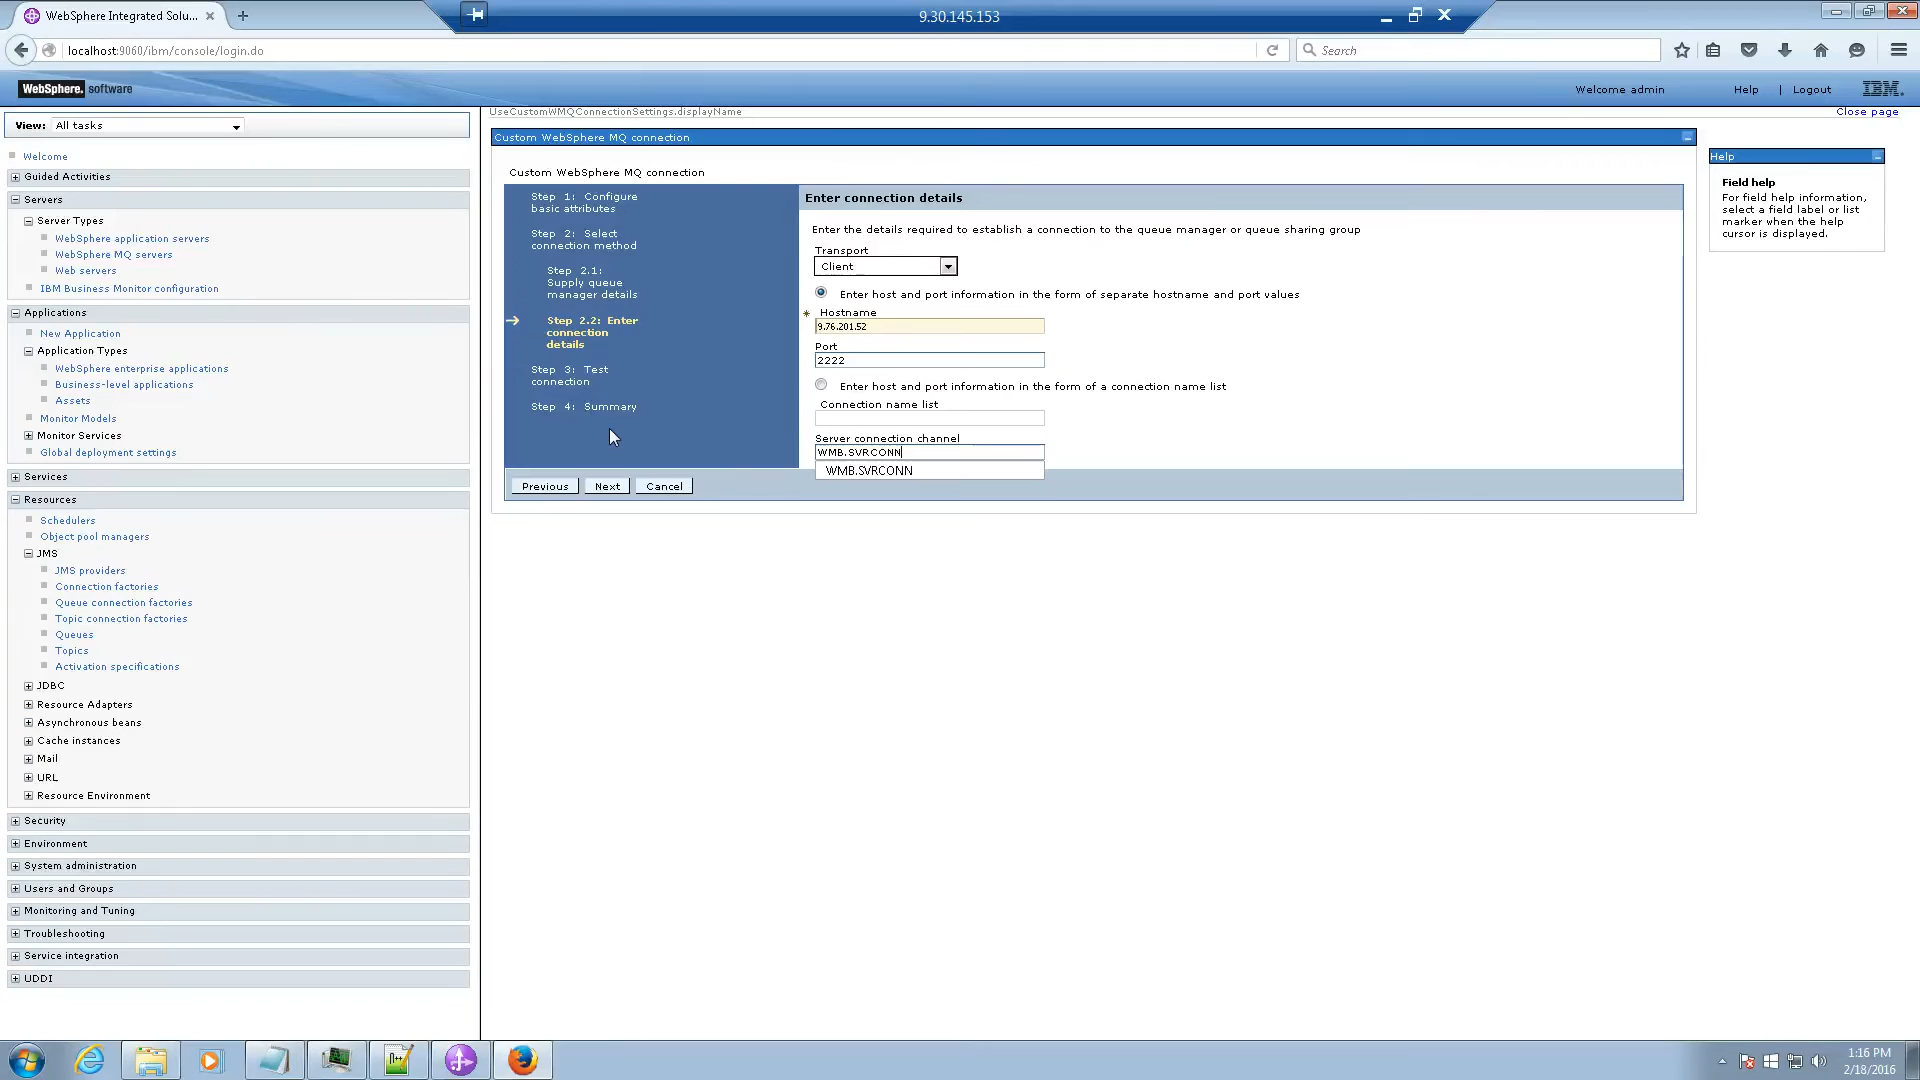 WebSphere Integrated Solu...
9.30.145.153
localhost:9060/ibm/console/login.do
Search
WebSphere. software
Welcome admin
Help | Logout
IBM.
View: All tasks
UseCustomWMQConnectionSettings.displayName
Close page
Welcome
Guided Activities
Servers
Server Types
WebSphere application servers
WebSphere MQ servers
Web servers
IBM Business Monitor configuration
Applications
New Application
Application Types
WebSphere enterprise applications
Business-level applications
Assets
Monitor Models
Monitor Services
Global deployment settings
Services
Resources
Schedulers
Object pool managers
JMS
JMS providers
Connection factories
Queue connection factories
Topic connection factories
Queues
Topics
Activation specifications
JDBC
Resource Adapters
Asynchronous beans
Cache instances
Mail
URL
Resource Environment
Security
Environment
System administration
Users and Groups
Monitoring and Tuning
Troubleshooting
Service integration
UDDI
Custom WebSphere MQ connection
Custom WebSphere MQ connection
Step 1: Configure
basic attributes
Step 2: Select
connection method
Step 2.1:
Supply queue
manager details
Step 2.2: Enter
connection
details
Step 3: Test
connection
Step 4: Summary
Enter connection details
Enter the details required to establish a connection to the queue manager or queue sharing group
Transport
Client
Enter host and port information in the form of separate hostname and port values
* Hostname
9.76.201.52
Port
2222
Enter host and port information in the form of a connection name list
Connection name list
Server connection channel
WMB.SVRCONN
WMB.SVRCONN
Previous
Next
Cancel
Help
Field help
For field help information,
select a field label or list
marker when the help
cursor is displayed.
n++
1:16 PM
2/18/2016